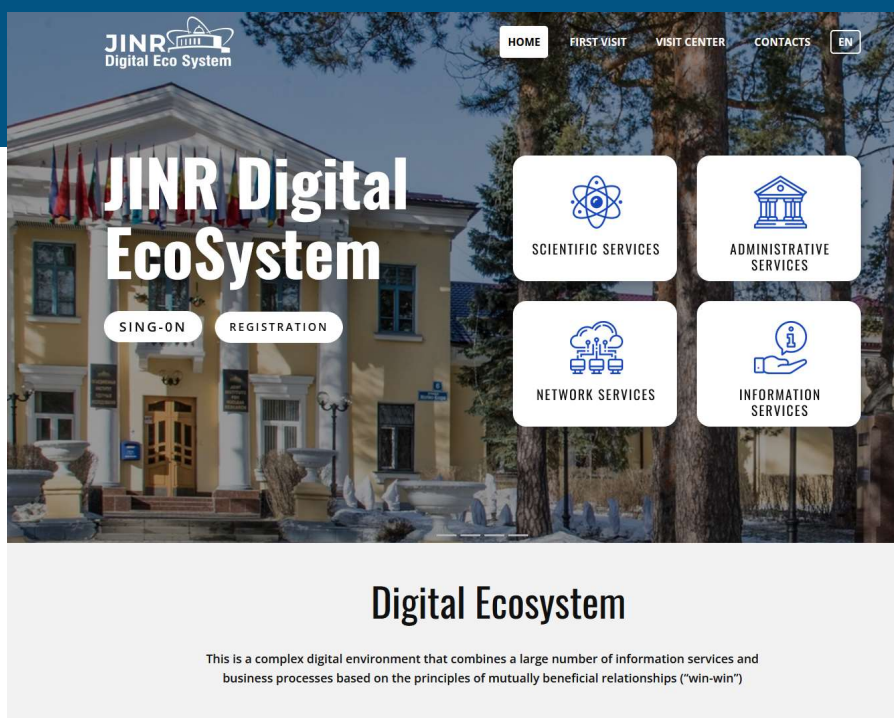 JINR
Digital Eco System
HOME FIRST VISIT VISIT CENTER CONTACTS EN
JINR Digital
EcoSystem
SING-ON REGISTRATION
SCIENTIFIC SERVICES
ADMINISTRATIVE
SERVICES
NETWORK SERVICES
INFORMATION
SERVICES
Digital Ecosystem
This is a complex digital environment that combines a large number of information services and
business processes based on the principles of mutually beneficial relationships (“win-win”)